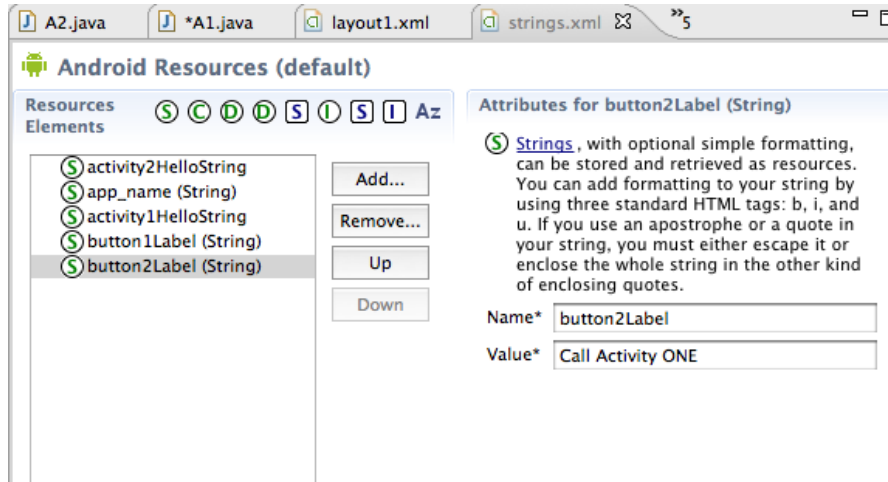 A2.java
*A1.java
layout1.xml
strings.xml
»5
Android Resources (default)
Resources
Elements
S C D D S I S I Az
activity2HelloString
app_name (String)
activity1HelloString
button1Label (String)
button2Label (String)
Add...
Remove...
Up
Down
Attributes for button2Label (String)
S Strings , with optional simple formatting,
can be stored and retrieved as resources.
You can add formatting to your string by
using three standard HTML tags: b, i, and
u. If you use an apostrophe or a quote in
your string, you must either escape it or
enclose the whole string in the other kind
of enclosing quotes.
Name* button2Label
Value* Call Activity ONE